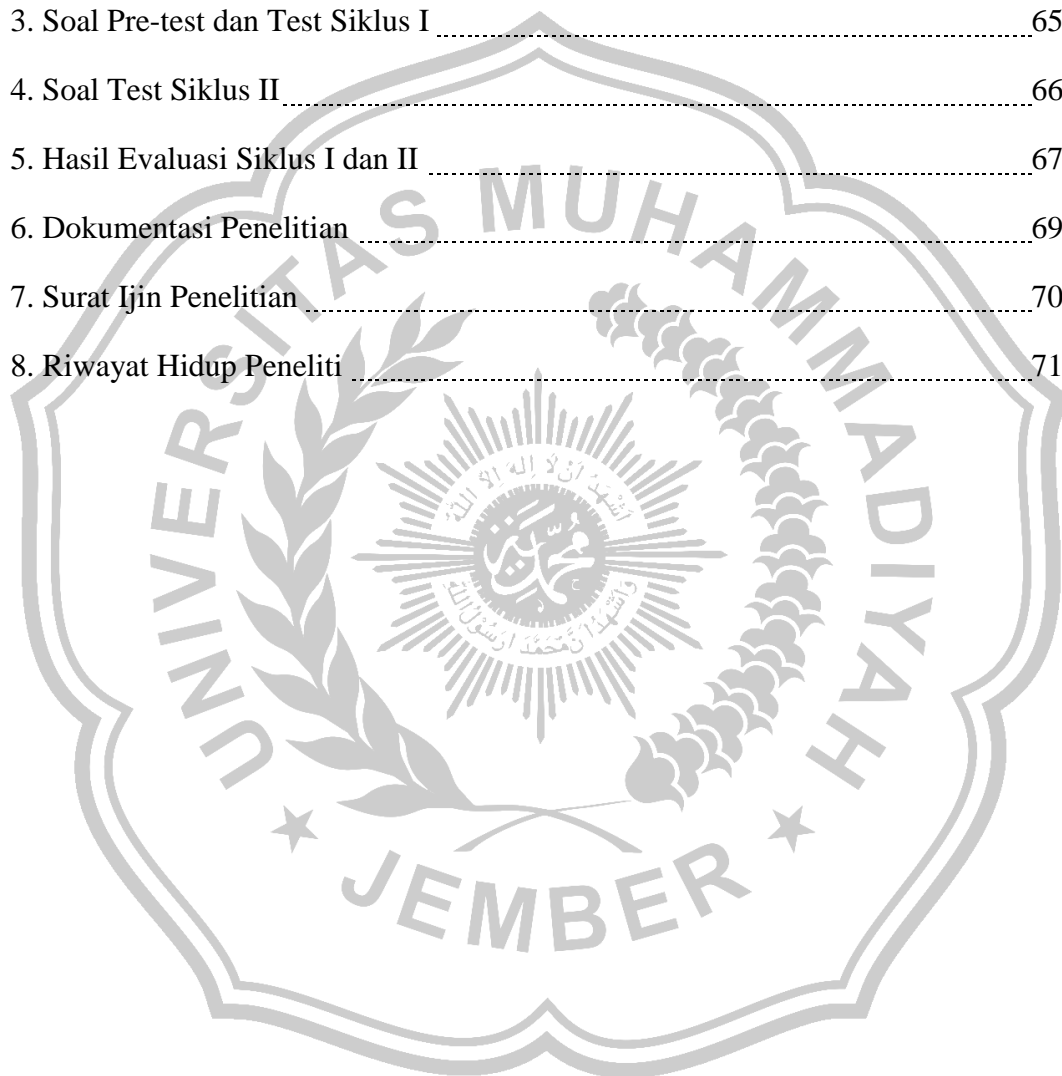 3. Soal Pre-test dan Test Siklus I 65
4. Soal Test Siklus II 66
5. Hasil Evaluasi Siklus I dan II 67
6. Dokumentasi Penelitian 69
7. Surat Ijin Penelitian 70
8. Riwayat Hidup Peneliti 71
UNIVERSITAS MUHAMMADIYAH
JEMBER